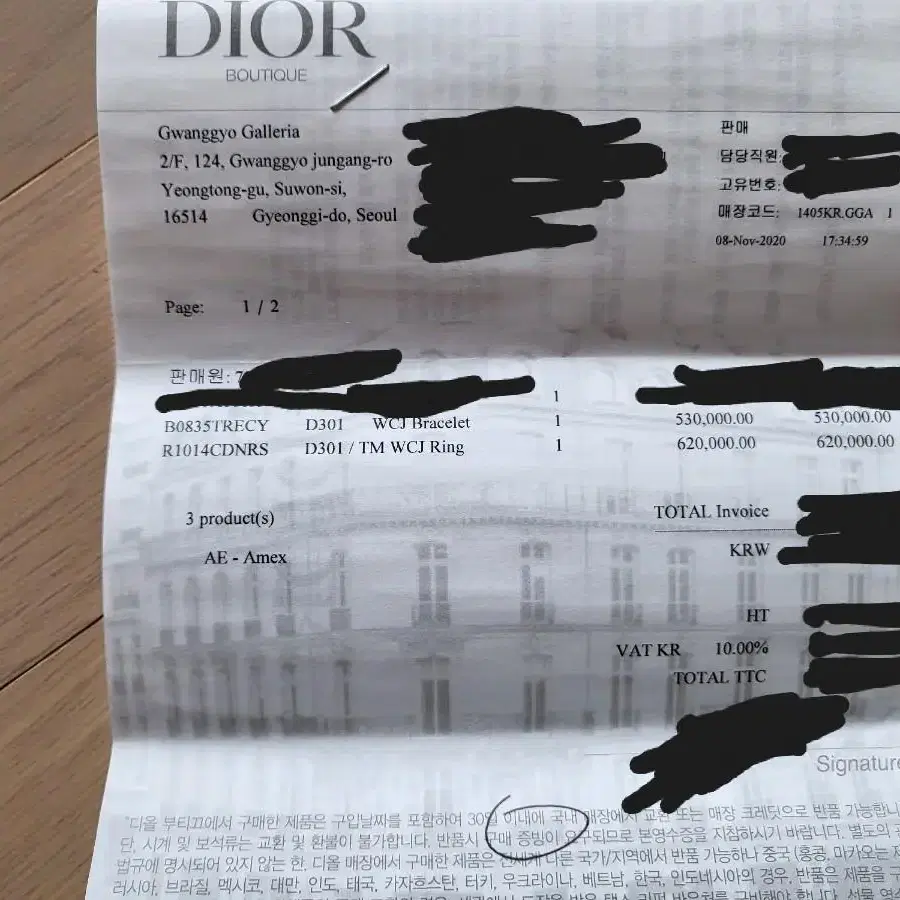 DIOR
BOUTIQUE
Gwanggyo Galleria
2/F, 124, Gwanggyo jungang-ro
Yeongtong-gu, Suwon-si,
16514 Gyeonggi-do, Seoul
판매
담당직원:
고유번호:
매장코드: 1405KR.GGA 1
08-Nov-2020 17:34:59
Page: 1 / 2
판매원: 7
1
B0835TRECY D301 WCJ Bracelet 1 530,000.00 530,000.00
R1014CDNRS D301 / TM WCJ Ring 1 620,000.00 620,000.00
3 product(s)
TOTAL Invoice
AE - Amex
KRW
HT
VAT KR 10.00%
TOTAL TTC
Signature
"디올 부티끄에서 구매한 제품은 구입날짜를 포함하여 30일 이내에 국내 매장에서 교환 또는 매장 크레딧으로 반품 가능합니
단, 시계 및 보석류는 교환 및 환불이 불가합니다. 반품시 구매 증빙이 요구되므로 본영수증을 지참하시기 바랍니다. 별도의
법규에 명시되어 있지 않는 한, 디올 매장에서 구매한 제품은 전세계 다른 국가/지역에서 반품 가능하나 중국 (홍콩, 마카오는 제
러시아, 브라질, 멕시코, 대만, 인도, 태국, 카자흐스탄, 터키, 우크라이나, 베트남, 한국, 인도네시아의 경우, 반품은 제품을 구